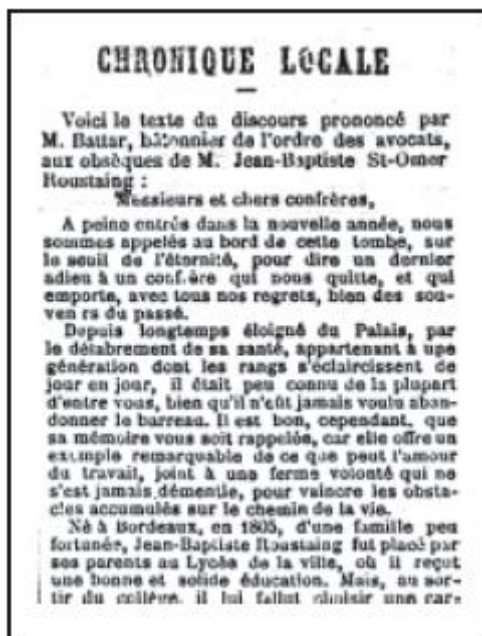 CHRONIQUE LOCALE
Voici le texte du discours prononcé par
M. Battar, bâtonnier de l'ordre des avocats,
aux obsèques de M. Jean-Baptiste St-Omer
Roustaing :
Messieurs et chers confrères,
A peine entrés dans la nouvelle année, nous
sommes appelés au bord de cette tombe, sur
le seuil de l'éternité, pour dire un dernier
adieu à un confrère qui nous quitte, et qui
emporte, avec tous nos regrets, bien des sou-
ven rs du passé.
Depuis longtemps éloigné du Palais, par
le délabrement de sa santé, appartenant à une
génération dont les rangs s'éclaircissent de
jour en jour, il était peu connu de la plupart
d'entre vous, bien qu'il n'eût jamais voulu aban-
donner le barreau. Il est bon, cependant, que
sa mémoire vous soit rappelée, car elle offre un
exemple remarquable de ce que peut l'amour
du travail, joint à une ferme volonté qui ne
s'est jamais démentie, pour vaincre les obsta-
cles accumulés sur le chemin de la vie.
Né à Bordeaux, en 1805, d'une famille peu
fortunée, Jean-Baptiste Roustaing fut placé par
ses parents au Lycée de la ville, où il reçut
une bonne et solide éducation. Mais, au sor-
tir du collège, il lui fallut choisir une car-